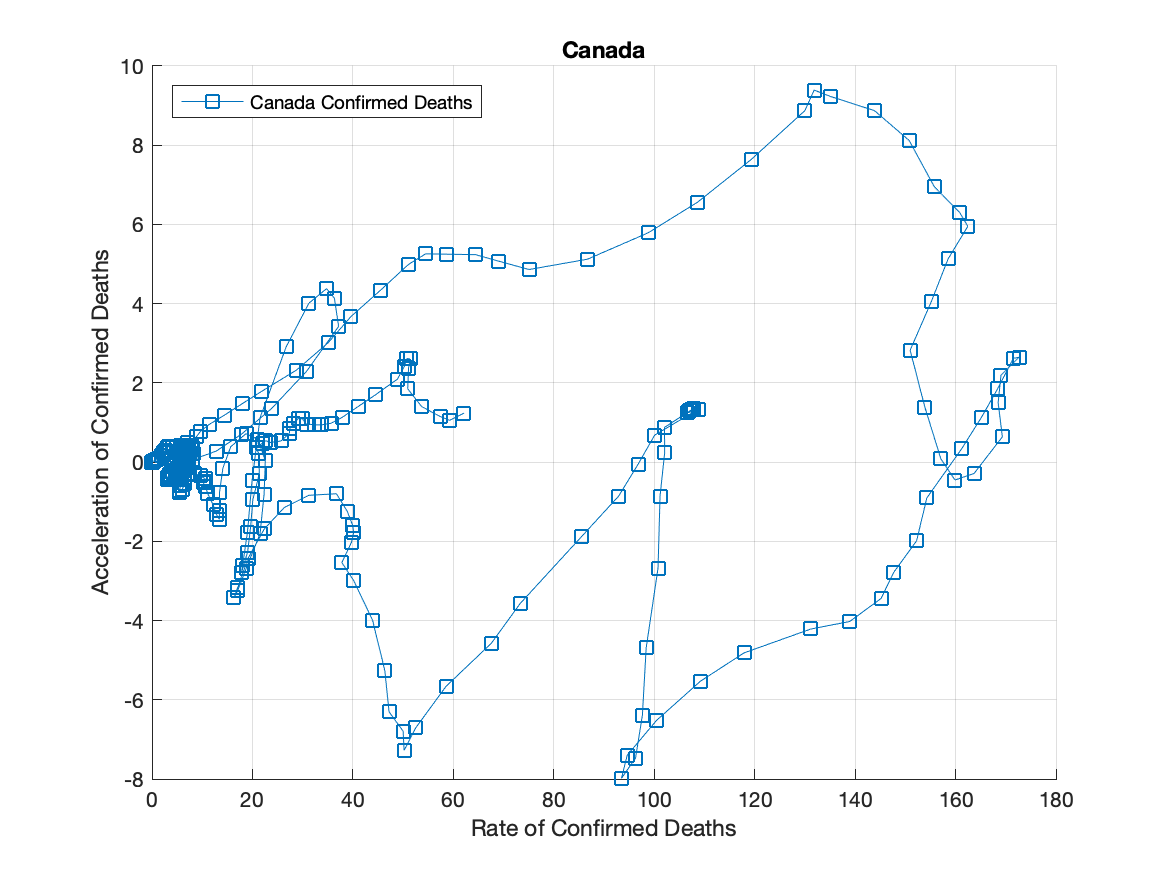 Canada
Canada Confirmed Deaths
Acceleration of Confirmed Deaths
10
8
6
4
2
0
-2
-4
-6
-8
0 20 40 60 80 100 120 140 160 180
Rate of Confirmed Deaths